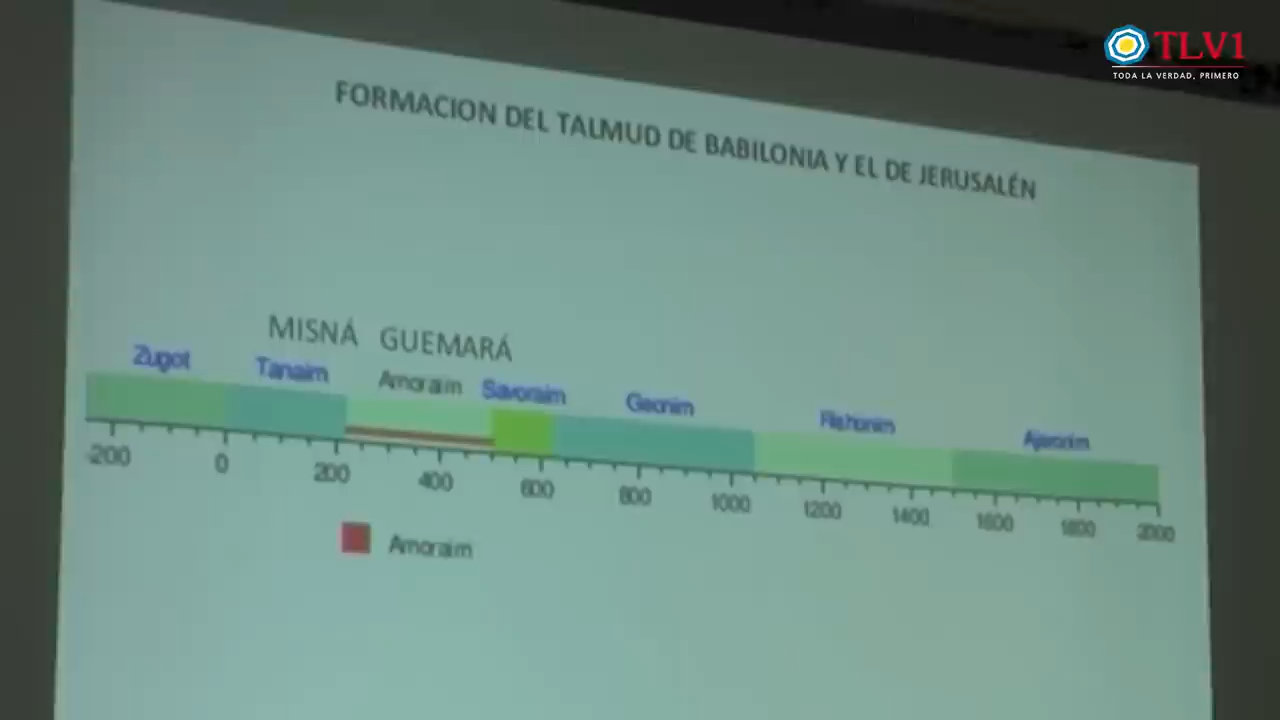 TLV1
TODA LA VERDAD, PRIMERO
FORMACION DEL TALMUD DE BABILONIA Y EL DE JERUSALÉN
MISNÁ GUEMARÁ
Zugot Tanaim Amoraim Savoraim Geonim Rishonim Ajaronim
-200 0 200 400 600 800 1000 1200 1400 1600 1800 2000
Amoraim